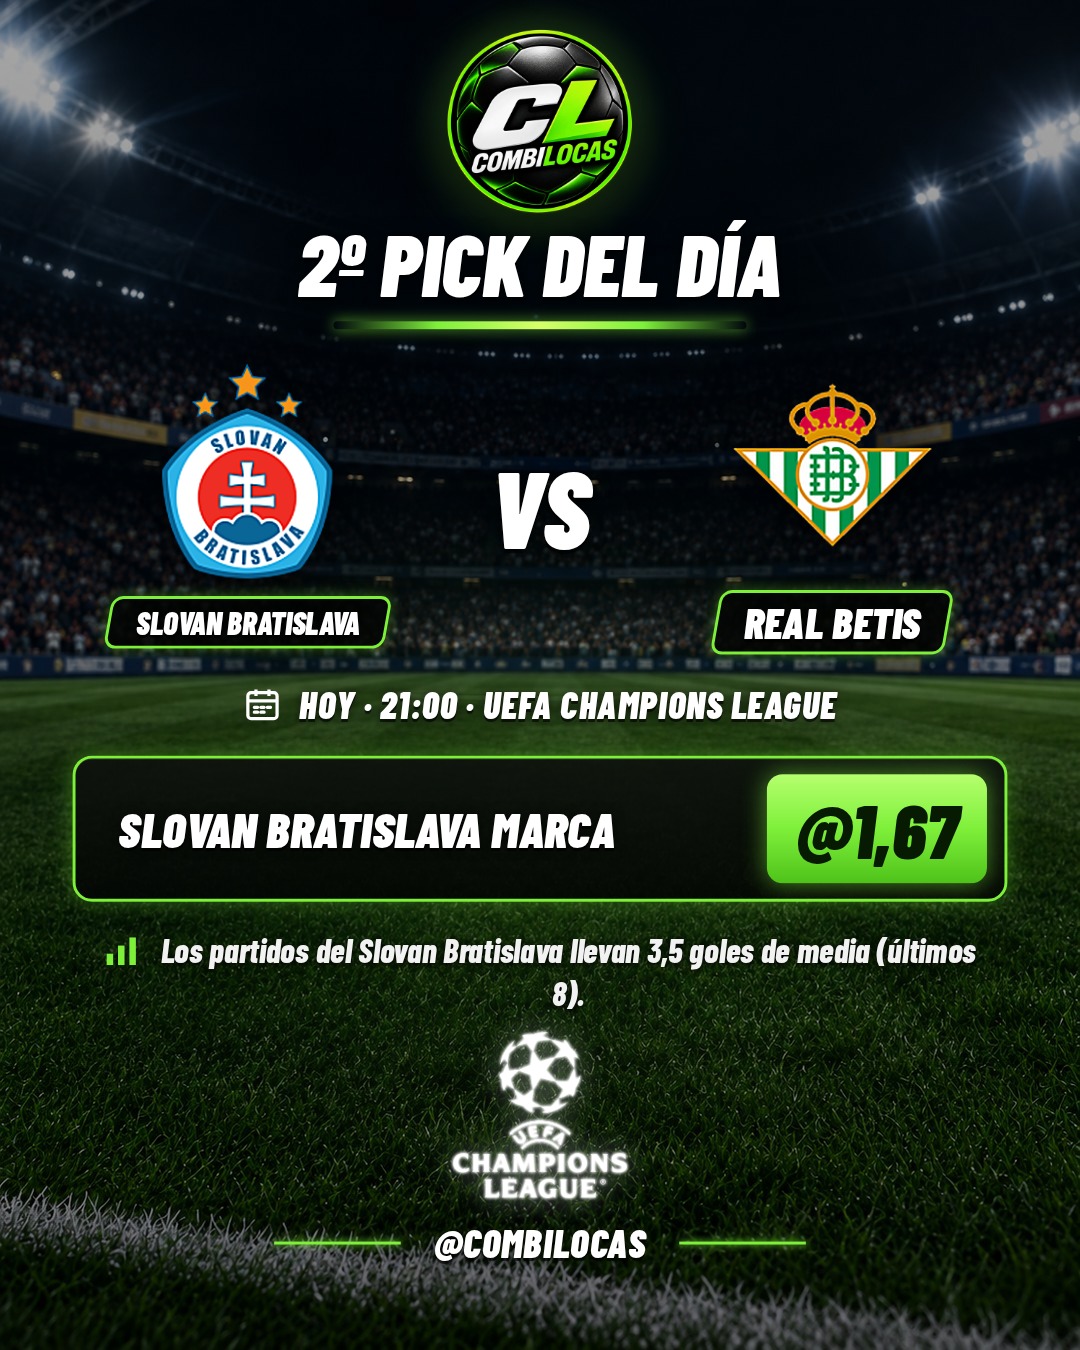 CL
COMBILOCAS
2º PICK DEL DÍA
SLOVAN
BRATISLAVA
VS
SLOVAN BRATISLAVA
REAL BETIS
HOY · 21:00 · UEFA CHAMPIONS LEAGUE
SLOVAN BRATISLAVA MARCA
@1,67
Los partidos del Slovan Bratislava llevan 3,5 goles de media (últimos
8).
UEFA
CHAMPIONS
LEAGUE®
@COMBILOCAS